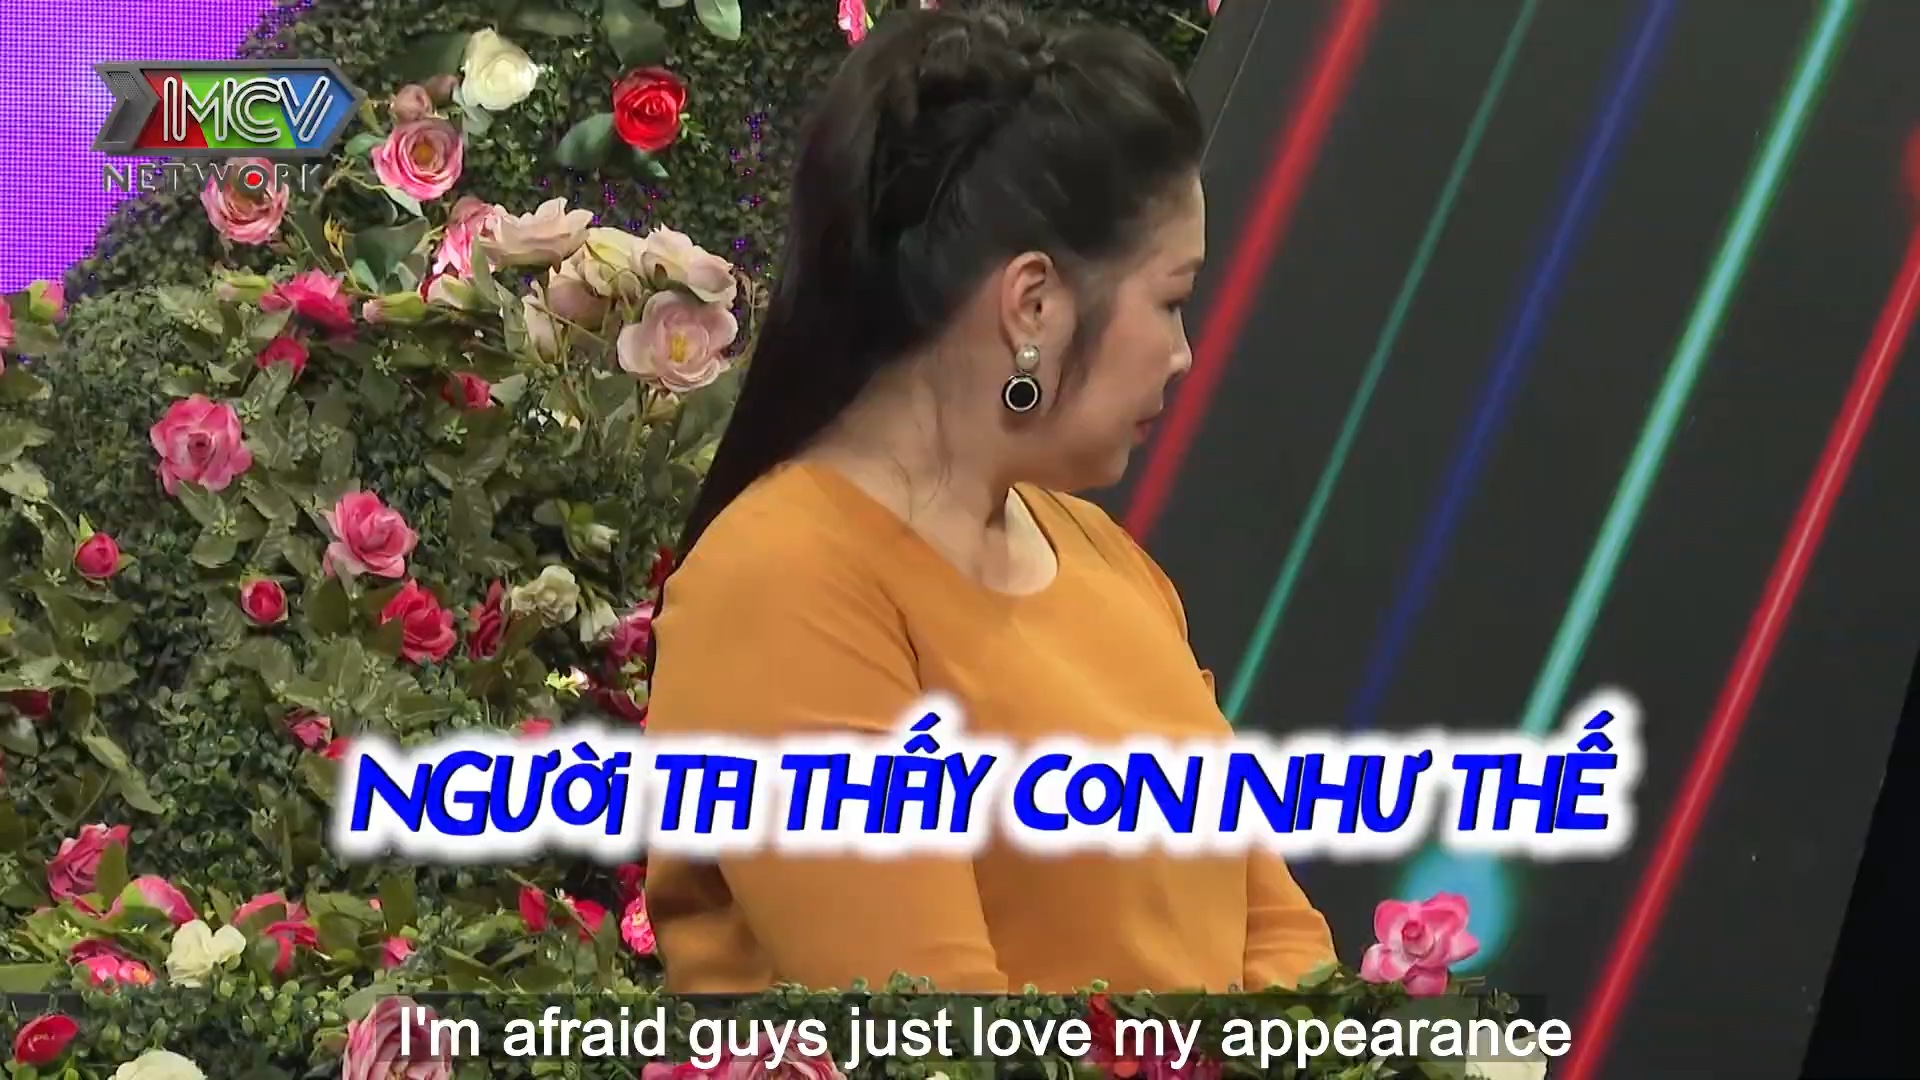 MCV
NETWORK
NGƯỜI TA THẤY CON NHƯ THẾ
I'm afraid guys just love my appearance